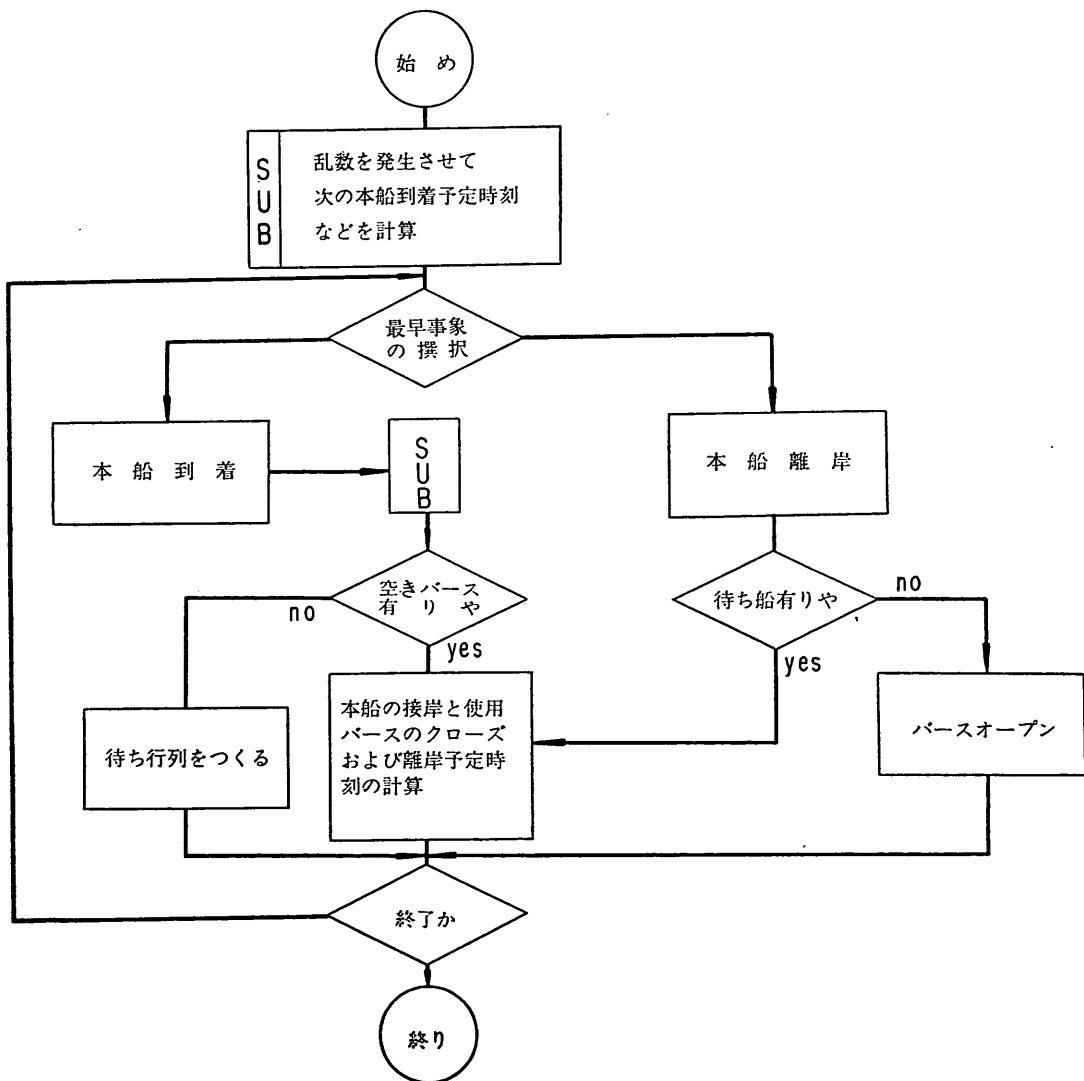 始め
SUB
乱数を発生させて
次の本船到着予定時刻
などを計算
最早事象
の撰択
本船到着
SUB
本船離岸
空きバース
有りや
no
yes
待ち船有りや
no
yes
待ち行列をつくる
本船の接岸と使用
バースのクローズ
および離岸予定時
刻の計算
バースオープン
終了か
終り